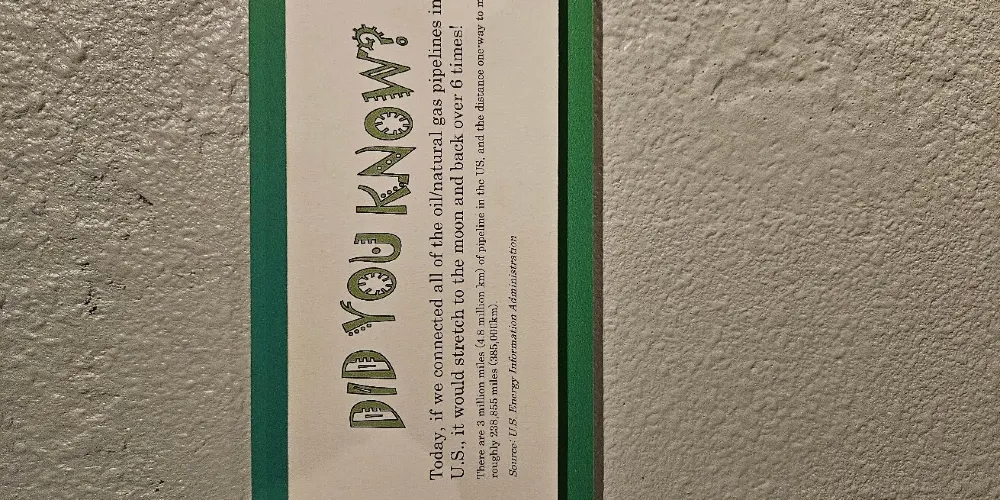 DID YOU KNOW?
Today, if we connected all of the oil/natural gas pipelines in
U.S., it would stretch to the moon and back over 6 times!
There are 3 million miles (4.8 million km) of pipeline in the US, and the distance one-way to
roughly 238,855 miles (385,000km).
Source: U.S. Energy Information Administration